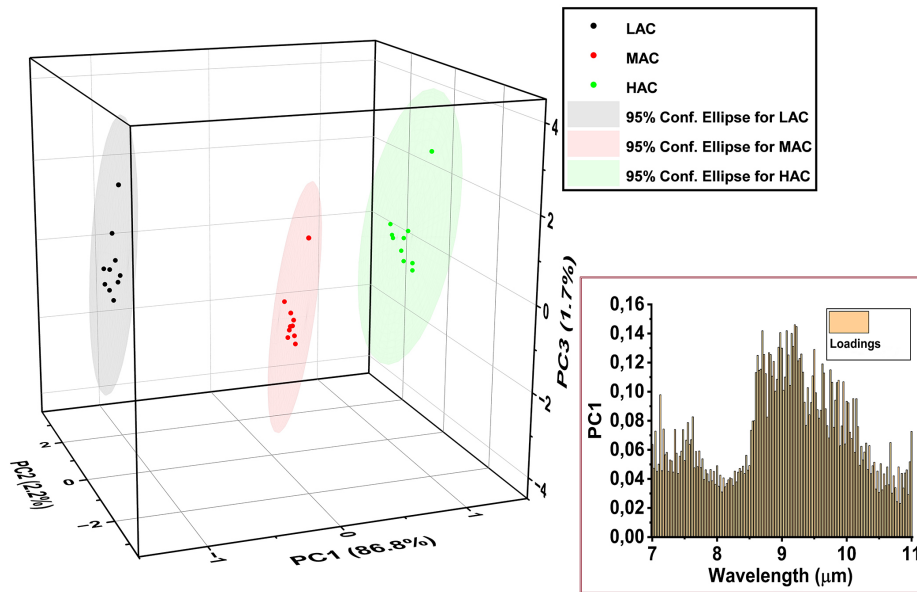 LAC
MAC
HAC
95% Conf. Ellipse for LAC
95% Conf. Ellipse for MAC
95% Conf. Ellipse for HAC
4
2
0
-2
-4
PC3 (1.7%)
2
0
-2
PC2 (2.2%)
-1
0
1
PC1 (86.8%)
0,16
0,14
0,12
0,10
0,08
0,06
0,04
0,02
0,00
PC1
Loadings
7 8 9 10 11
Wavelength (μm)